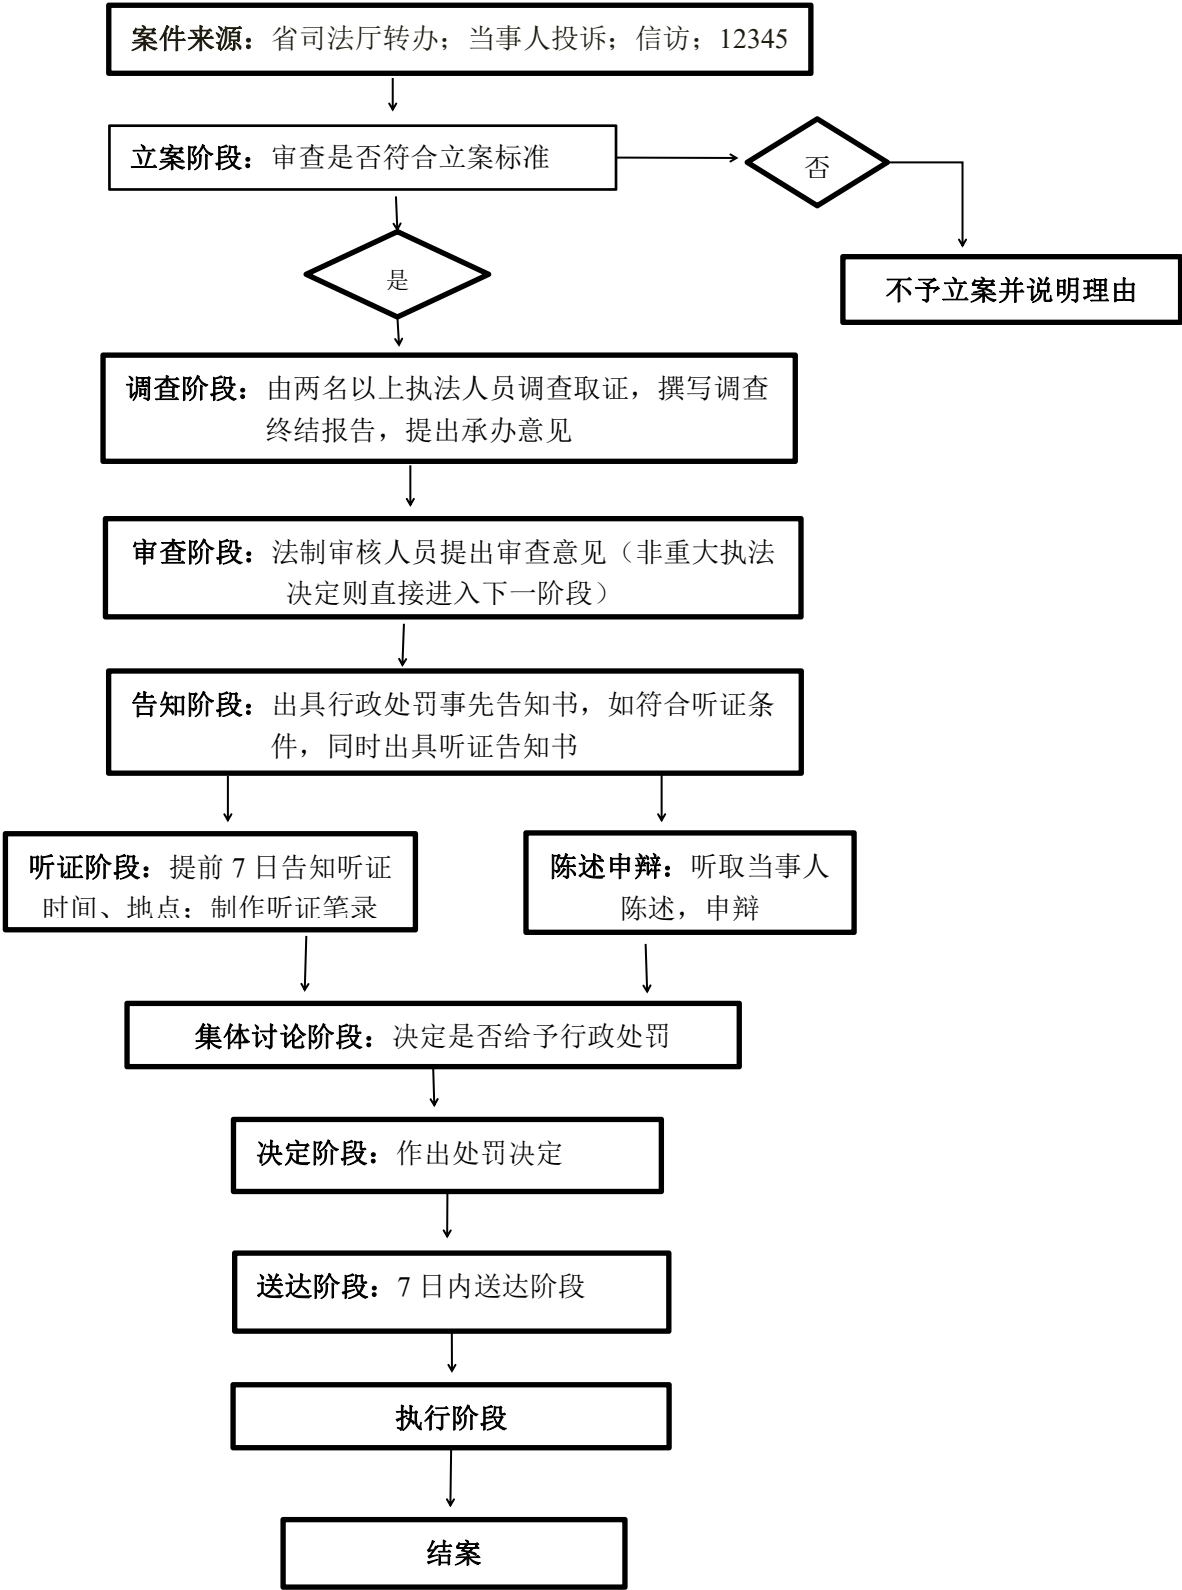 案件来源：省司法厅转办；当事人投诉；信访；12345
立案阶段：审查是否符合立案标准
否
是
不予立案并说明理由
调查阶段：由两名以上执法人员调查取证，撰写调查
终结报告，提出承办意见
审查阶段：法制审核人员提出审查意见（非重大执法
决定则直接进入下一阶段）
告知阶段：出具行政处罚事先告知书，如符合听证条
件，同时出具听证告知书
听证阶段：提前 7 日告知听证
时间、地点；制作听证笔录
陈述申辩：听取当事人
陈述，申辩
集体讨论阶段：决定是否给予行政处罚
决定阶段：作出处罚决定
送达阶段：7 日内送达阶段
执行阶段
结案